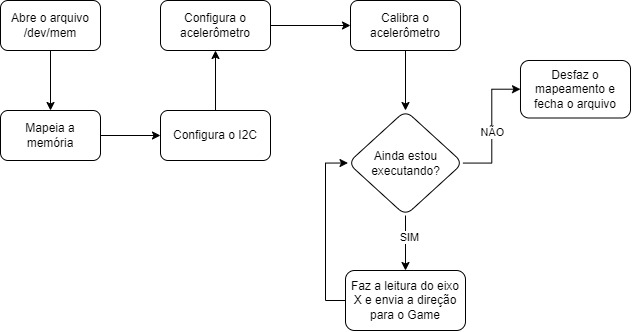 Abre o arquivo
/dev/mem
Configura o
acelerômetro
Calibra o
acelerômetro
Desfaz o
mapeamento e
fecha o arquivo
Mapeia a
memória
Configura o I2C
NÃO
Ainda estou
executando?
SIM
Faz a leitura do eixo
X e envia a direção
para o Game